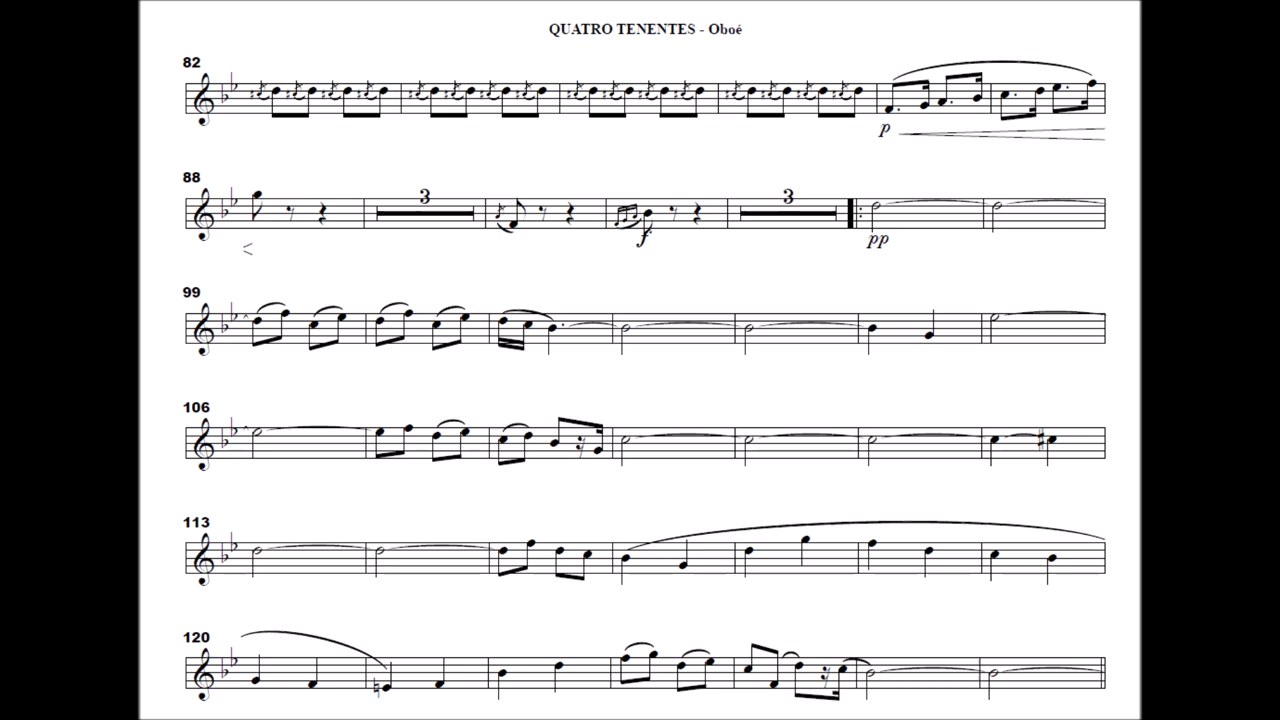 QUATRO TENENTES - Oboé
82
p
88
3
f
3
pp
99
106
113
120